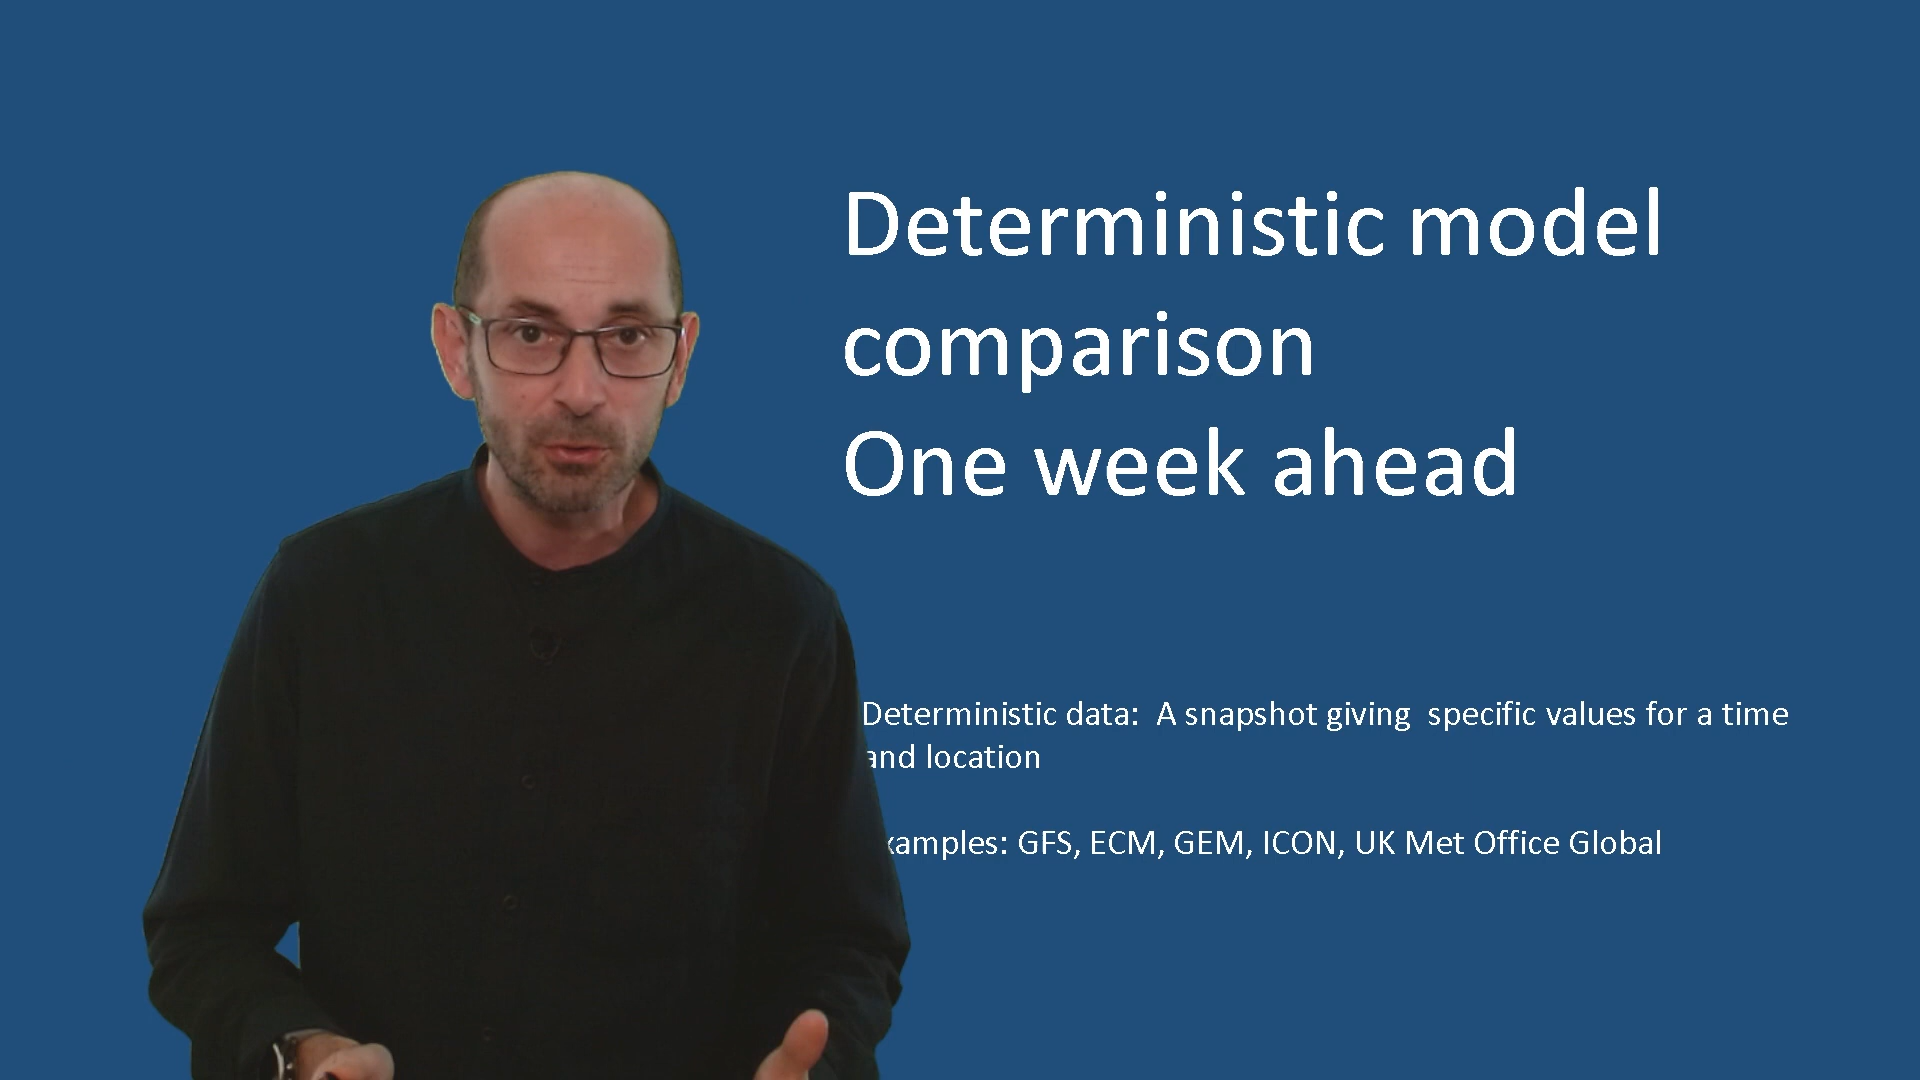 Deterministic model
comparison
One week ahead
Deterministic data:  A snapshot giving  specific values for a time
and location
xamples: GFS, ECM, GEM, ICON, UK Met Office Global